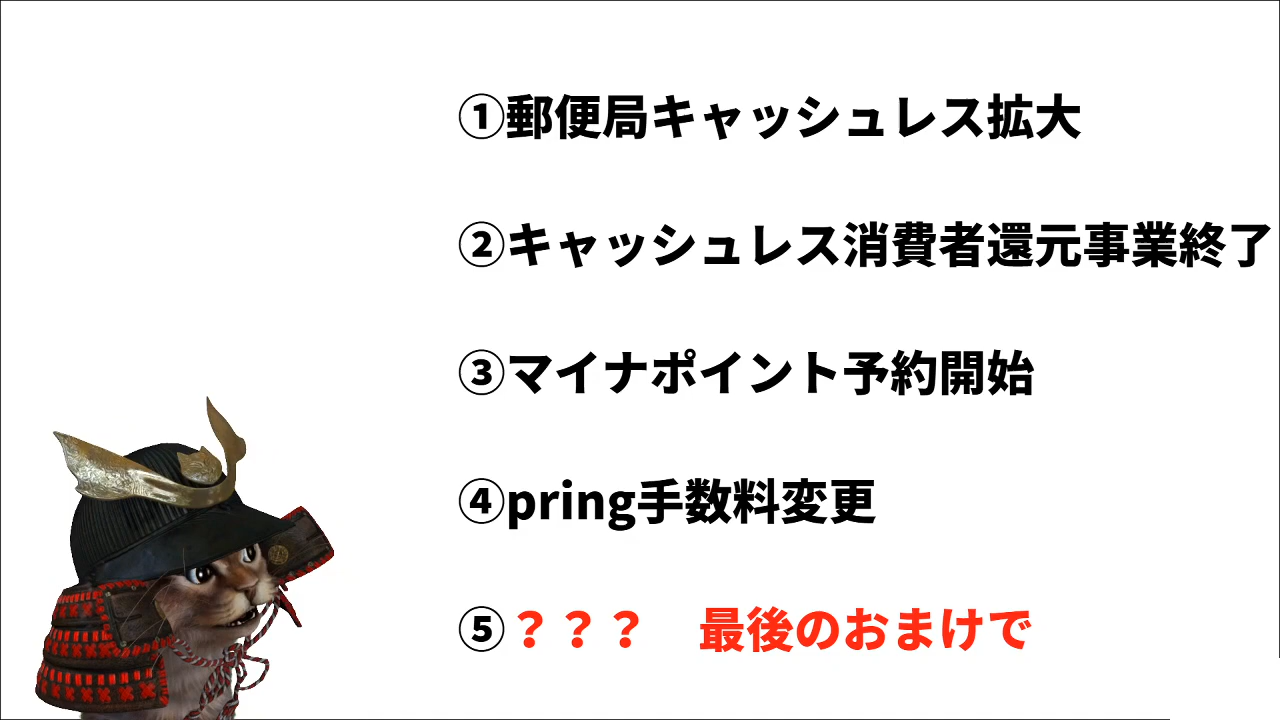 ①郵便局キャッシュレス拡大
②キャッシュレス消費者還元事業終了
③マイナポイント予約開始
④pring手数料変更
⑤？？？　最後のおまけで